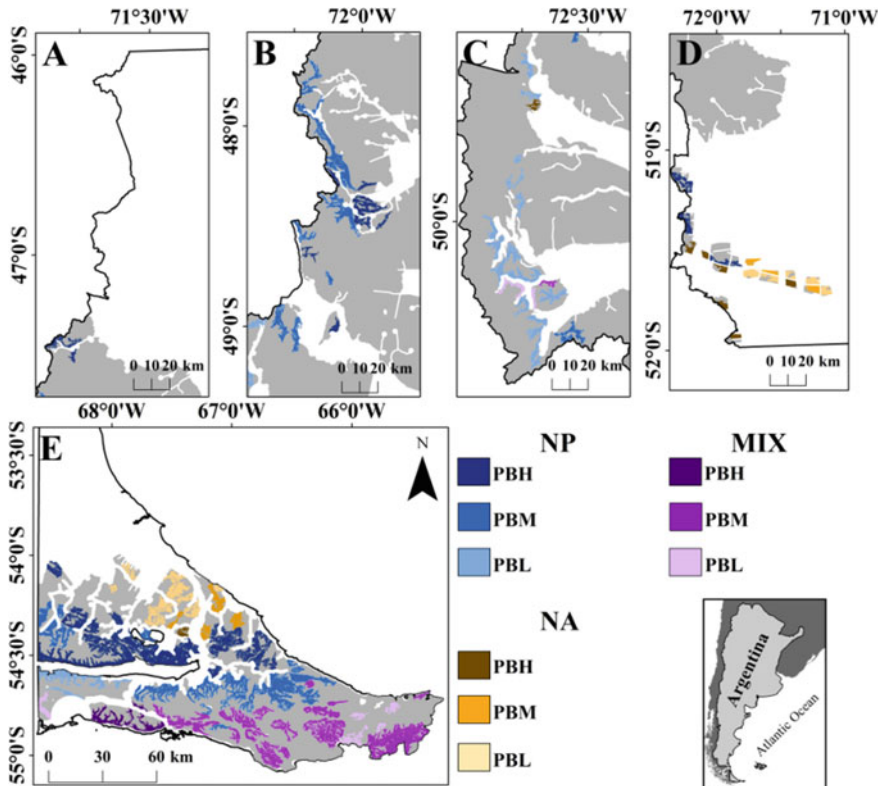 71°30'S
72°0'S
72°30'S
72°0'S 71°0'S
A
B
C
D
46°0'S
47°0'S
48°0'S
49°0'S
50°0'S
51°0'S
52°0'S
0 10 20 km
0 10 20 km
0 10 20 km
0 10 20 km
68°0'S 67°0'S 66°0'S
E
53°30'S
54°0'S
54°30'S
55°0'S
0 30 60 km
N
NP
PBH
PBM
PBL
MIX
PBH
PBM
PBL
NA
PBH
PBM
PBL
Argentina
Atlantic Ocean